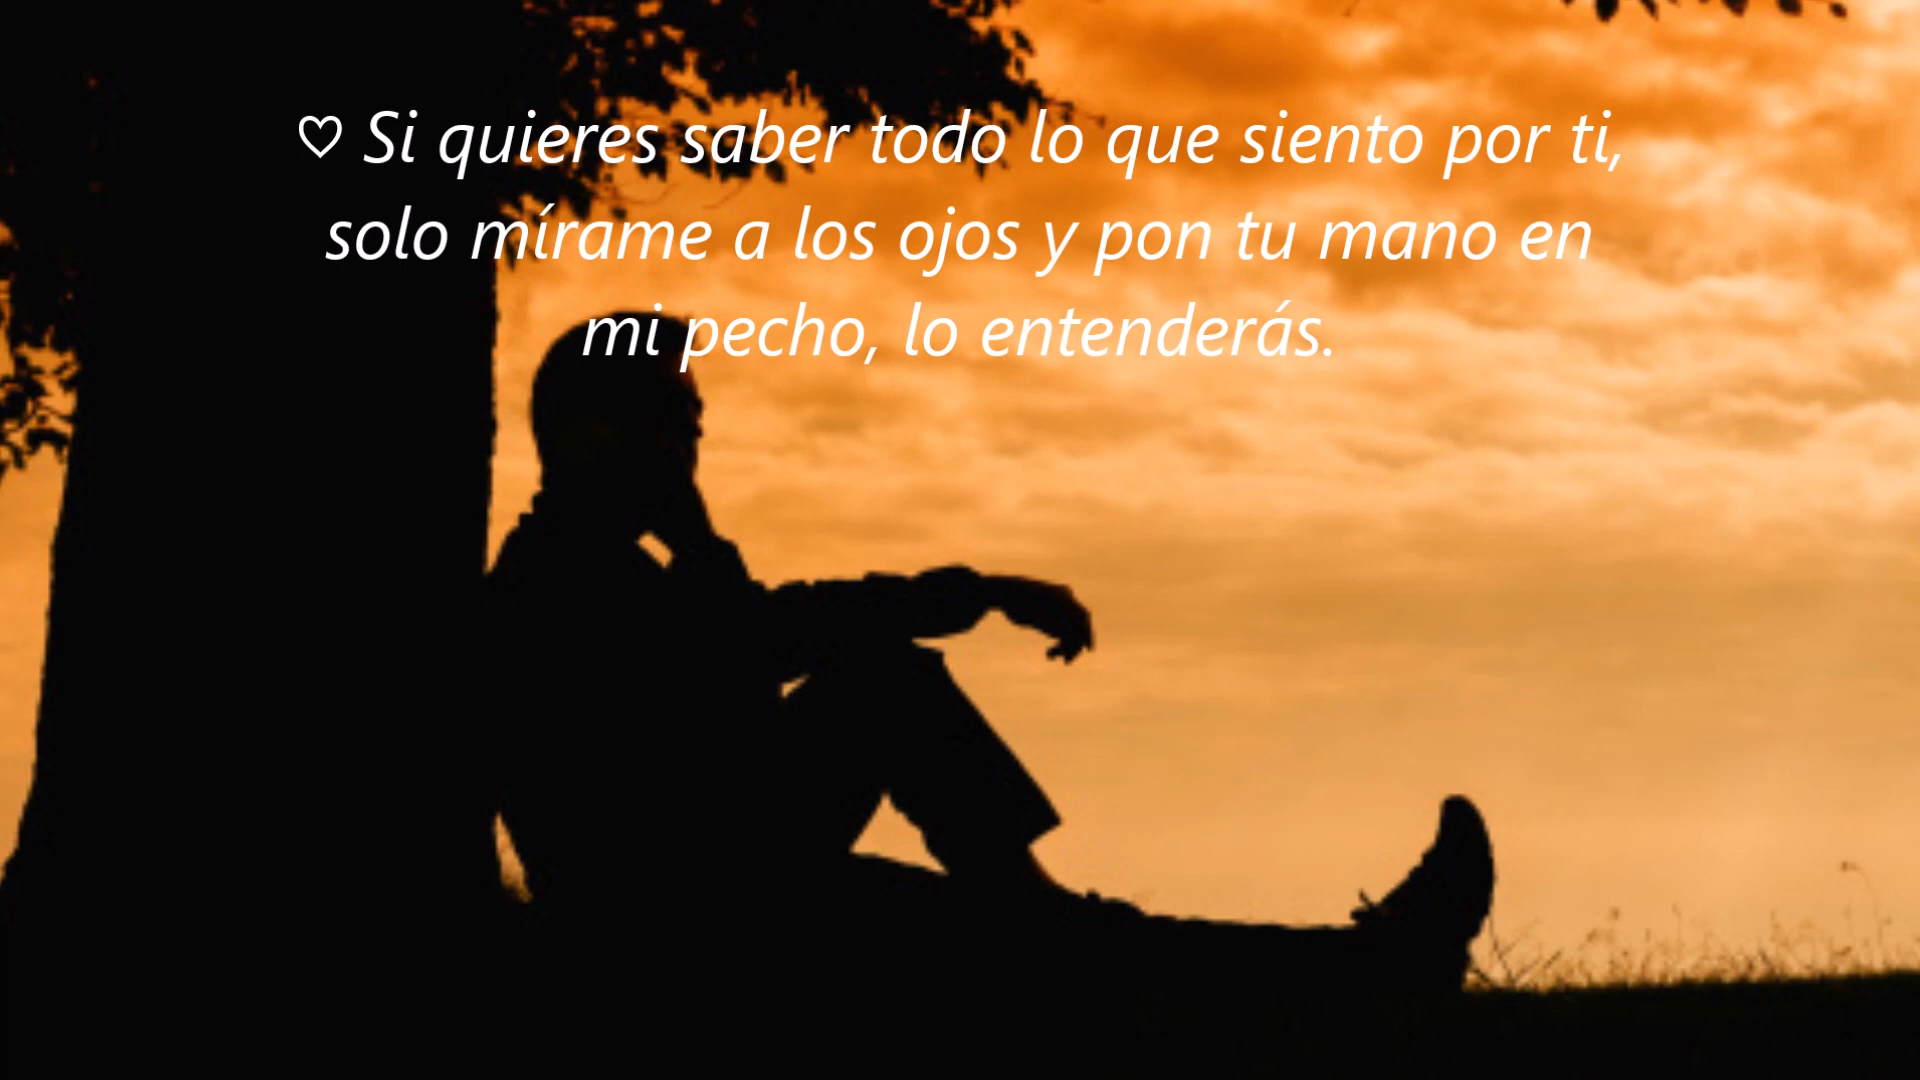 ♡ Si quieres saber todo lo que siento por ti,
solo mírame a los ojos y pon tu mano en
mi pecho, lo entenderás.